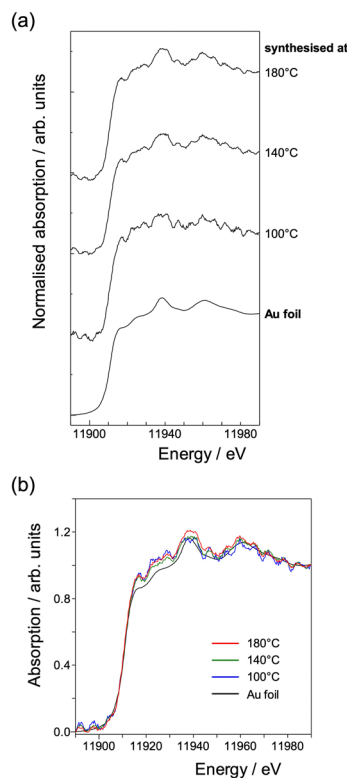 (a)
synthesised at
180°C
140°C
100°C
Au foil
Normalised absorption / arb. units
11900
11940
11980
Energy / eV
(b)
1.2
0.8
0.4
0.0
Absorption / arb. units
180°C
140°C
100°C
Au foil
11900
11920
11940
11960
11980
Energy / eV